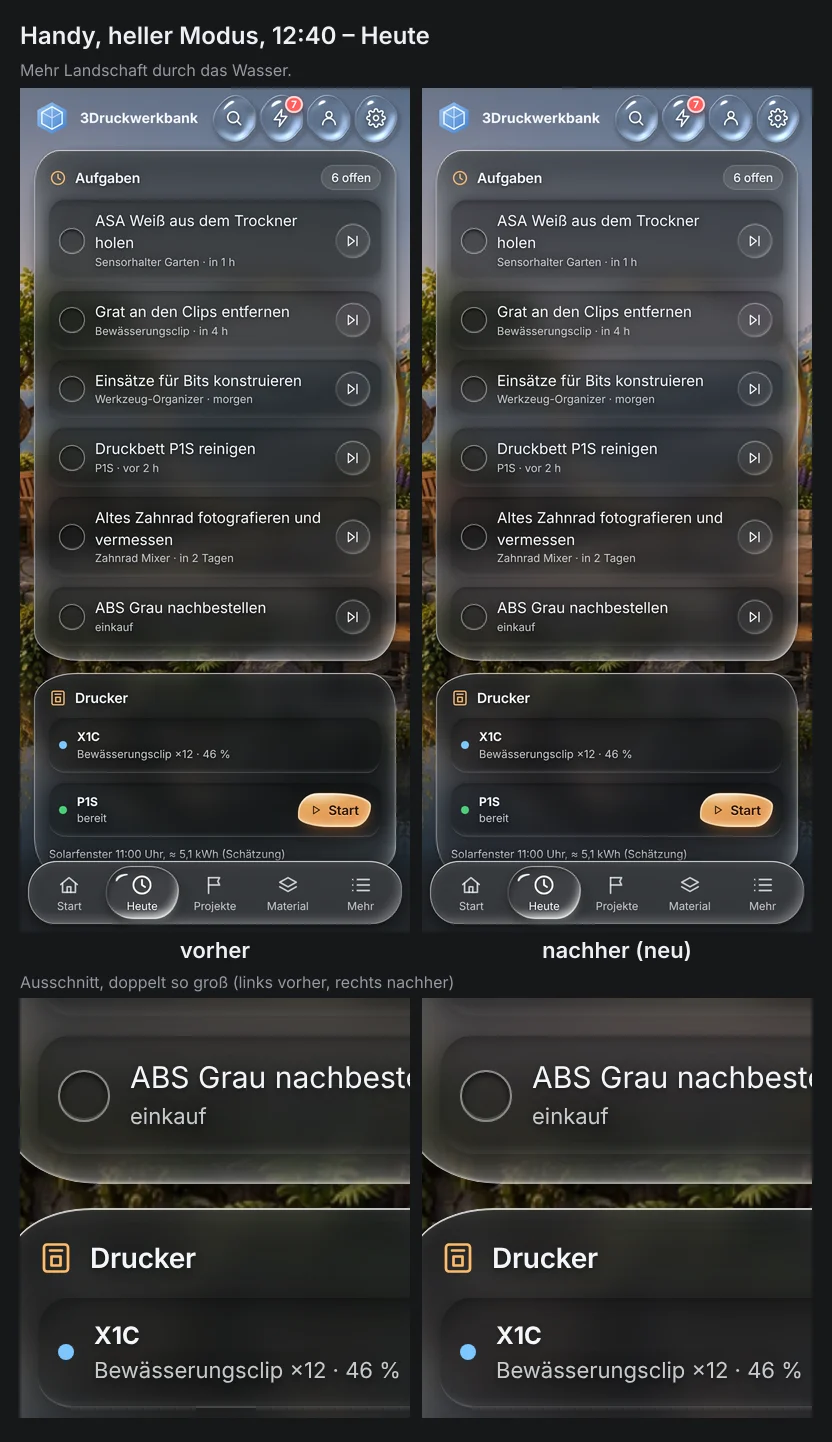 Handy, heller Modus, 12:40 – Heute
Mehr Landschaft durch das Wasser.
3Druckwerkbank
7
Aufgaben
6 offen
ASA Weiß aus dem Trockner
holen
Sensorhalter Garten · in 1 h
Grat an den Clips entfernen
Bewässerungsclip · in 4 h
Einsätze für Bits konstruieren
Werkzeug-Organizer · morgen
Druckbett P1S reinigen
P1S · vor 2 h
Altes Zahnrad fotografieren und
vermessen
Zahnrad Mixer · in 2 Tagen
ABS Grau nachbestellen
einkauf
Drucker
X1C
Bewässerungsclip ×12 · 46 %
P1S
bereit
Start
Solarfenster 11:00 Uhr, ≈ 5,1 kWh (Schätzung)
Start
Heute
Projekte
Material
Mehr
vorher
3Druckwerkbank
7
Aufgaben
6 offen
ASA Weiß aus dem Trockner
holen
Sensorhalter Garten · in 1 h
Grat an den Clips entfernen
Bewässerungsclip · in 4 h
Einsätze für Bits konstruieren
Werkzeug-Organizer · morgen
Druckbett P1S reinigen
P1S · vor 2 h
Altes Zahnrad fotografieren und
vermessen
Zahnrad Mixer · in 2 Tagen
ABS Grau nachbestellen
einkauf
Drucker
X1C
Bewässerungsclip ×12 · 46 %
P1S
bereit
Start
Solarfenster 11:00 Uhr, ≈ 5,1 kWh (Schätzung)
Start
Heute
Projekte
Material
Mehr
nachher (neu)
Ausschnitt, doppelt so groß (links vorher, rechts nachher)
ABS Grau nachbeste
einkauf
Drucker
X1C
Bewässerungsclip ×12 · 46 %
ABS Grau nachbeste
einkauf
Drucker
X1C
Bewässerungsclip ×12 · 46 %